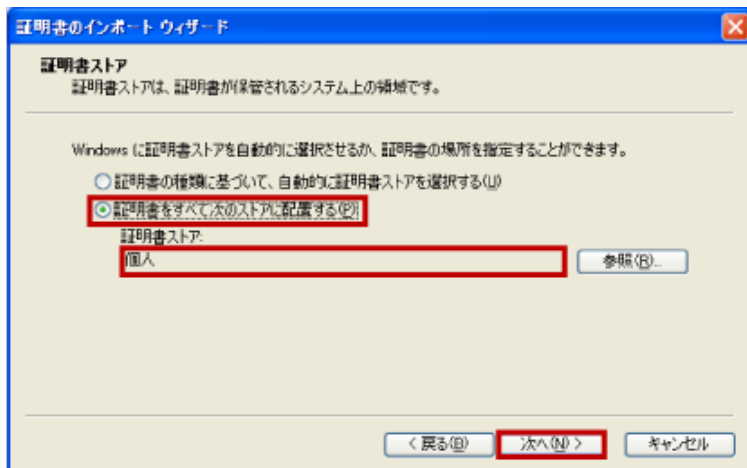 証明書のインポート ウィザード
証明書ストア
証明書ストアは、証明書が保管されるシステム上の領域です。
Windows に証明書ストアを自動的に選択させるか、証明書の場所を指定することができます。
証明書の種類に基づいて、自動的に証明書ストアを選択する(U)
証明書をすべて次のストアに配置する(P)
証明書ストア:
個人
参照(R)...
< 戻る(B) 次へ(N) > キャンセル